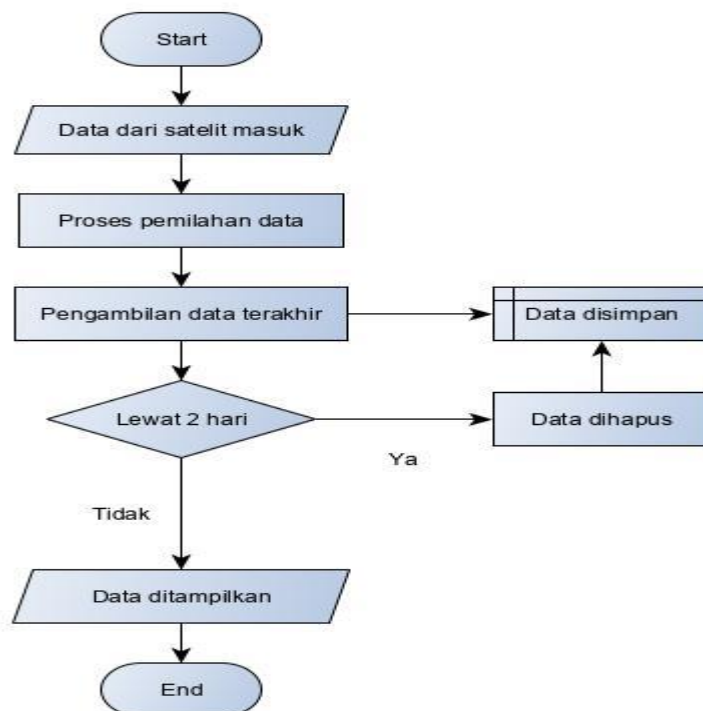 Start
Data dari satelit masuk
Proses pemilahan data
Pengambilan data terakhir
Data disimpan
Lewat 2 hari
Data dihapus
Ya
Tidak
Data ditampilkan
End